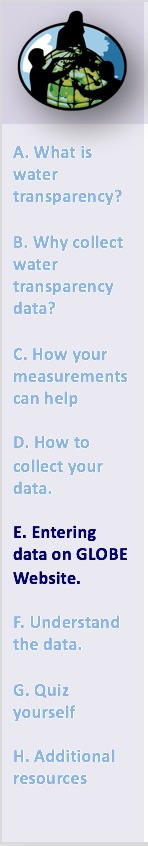 A. What is
water
transparency?
B. Why collect
water
transparency
data?
C. How your
measurements
can help
D. How to
collect your
data.
E. Entering
data on GLOBE
Website.
F. Understand
the data.
G. Quiz
yourself
H. Additional
resources